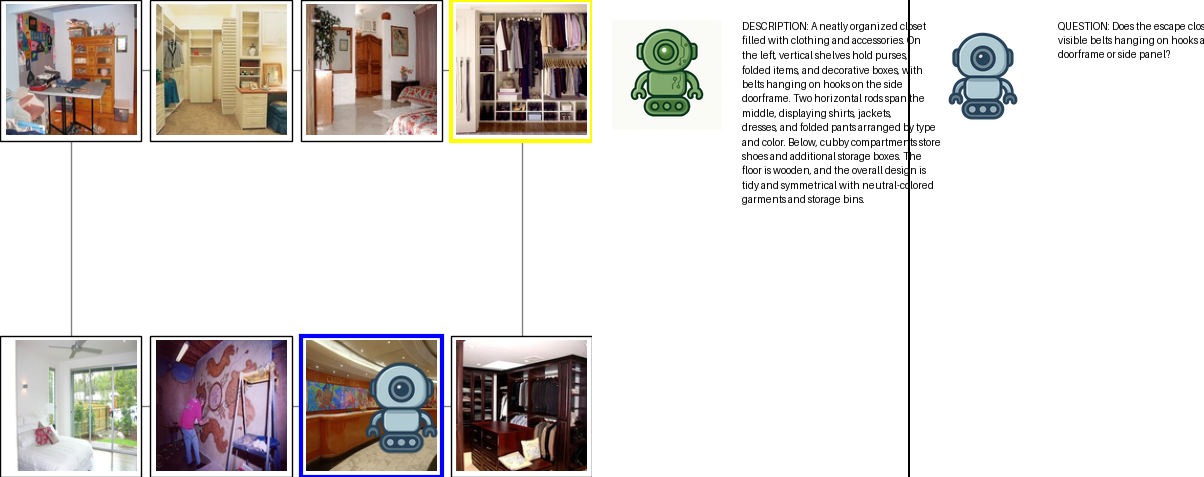 DESCRIPTION: A neatly organized closet
filled with clothing and accessories. On
the left, vertical shelves hold purses,
folded items, and decorative boxes, with
belts hanging on hooks on the side
doorframe. Two horizontal rods span the
middle, displaying shirts, jackets,
dresses, and folded pants arranged by type
and color. Below, cubby compartments store
shoes and additional storage boxes. The
floor is wooden, and the overall design is
tidy and symmetrical with neutral-colored
garments and storage bins.
QUESTION: Does the escape clos
visible belts hanging on hooks a
doorframe or side panel?